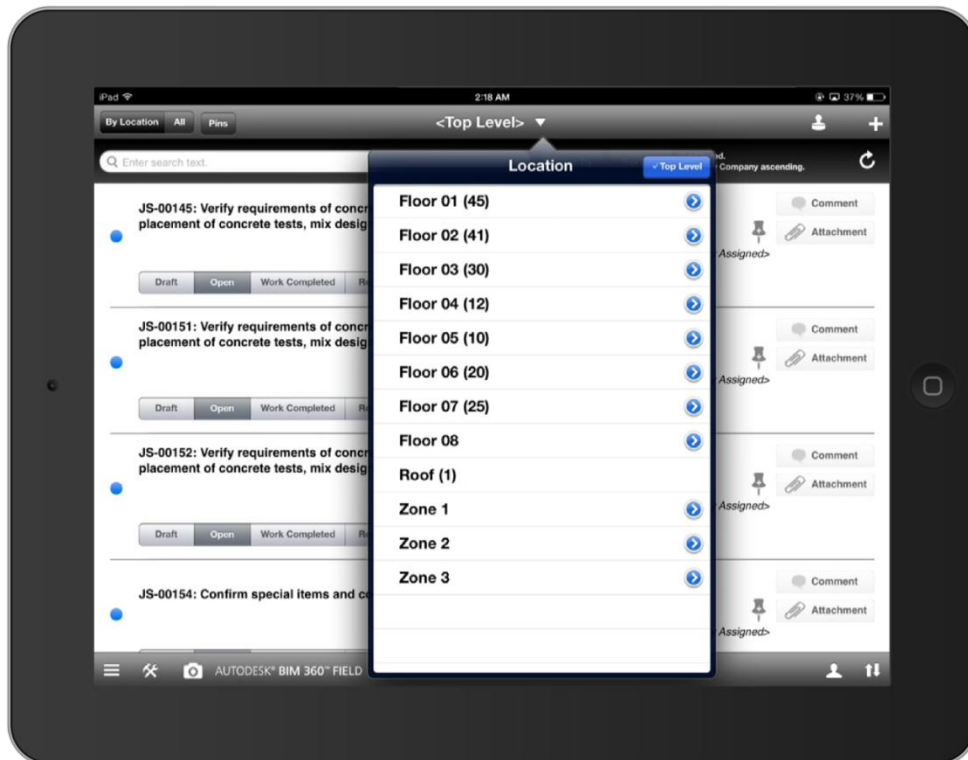 iPad
2:18 AM
37%
By Location
All
Pins
<Top Level>
Enter search text.
Company ascending.
Location
✓Top Level
Floor 01 (45)
Floor 02 (41)
Floor 03 (30)
Floor 04 (12)
Floor 05 (10)
Floor 06 (20)
Floor 07 (25)
Floor 08
Roof (1)
Zone 1
Zone 2
Zone 3
JS-00145: Verify requirements of
placement of concrete tests, mix
Assigned>
Comment
Attachment
Draft
Open
Work Completed
JS-00151: Verify requirements of
placement of concrete tests, mix
Assigned>
Comment
Attachment
Draft
Open
Work Completed
JS-00152: Verify requirements of
placement of concrete tests, mix
Assigned>
Comment
Attachment
Draft
Open
Work Completed
JS-00154: Confirm special items and
Assigned>
Comment
Attachment
AUTODESK® BIM 360™ FIELD